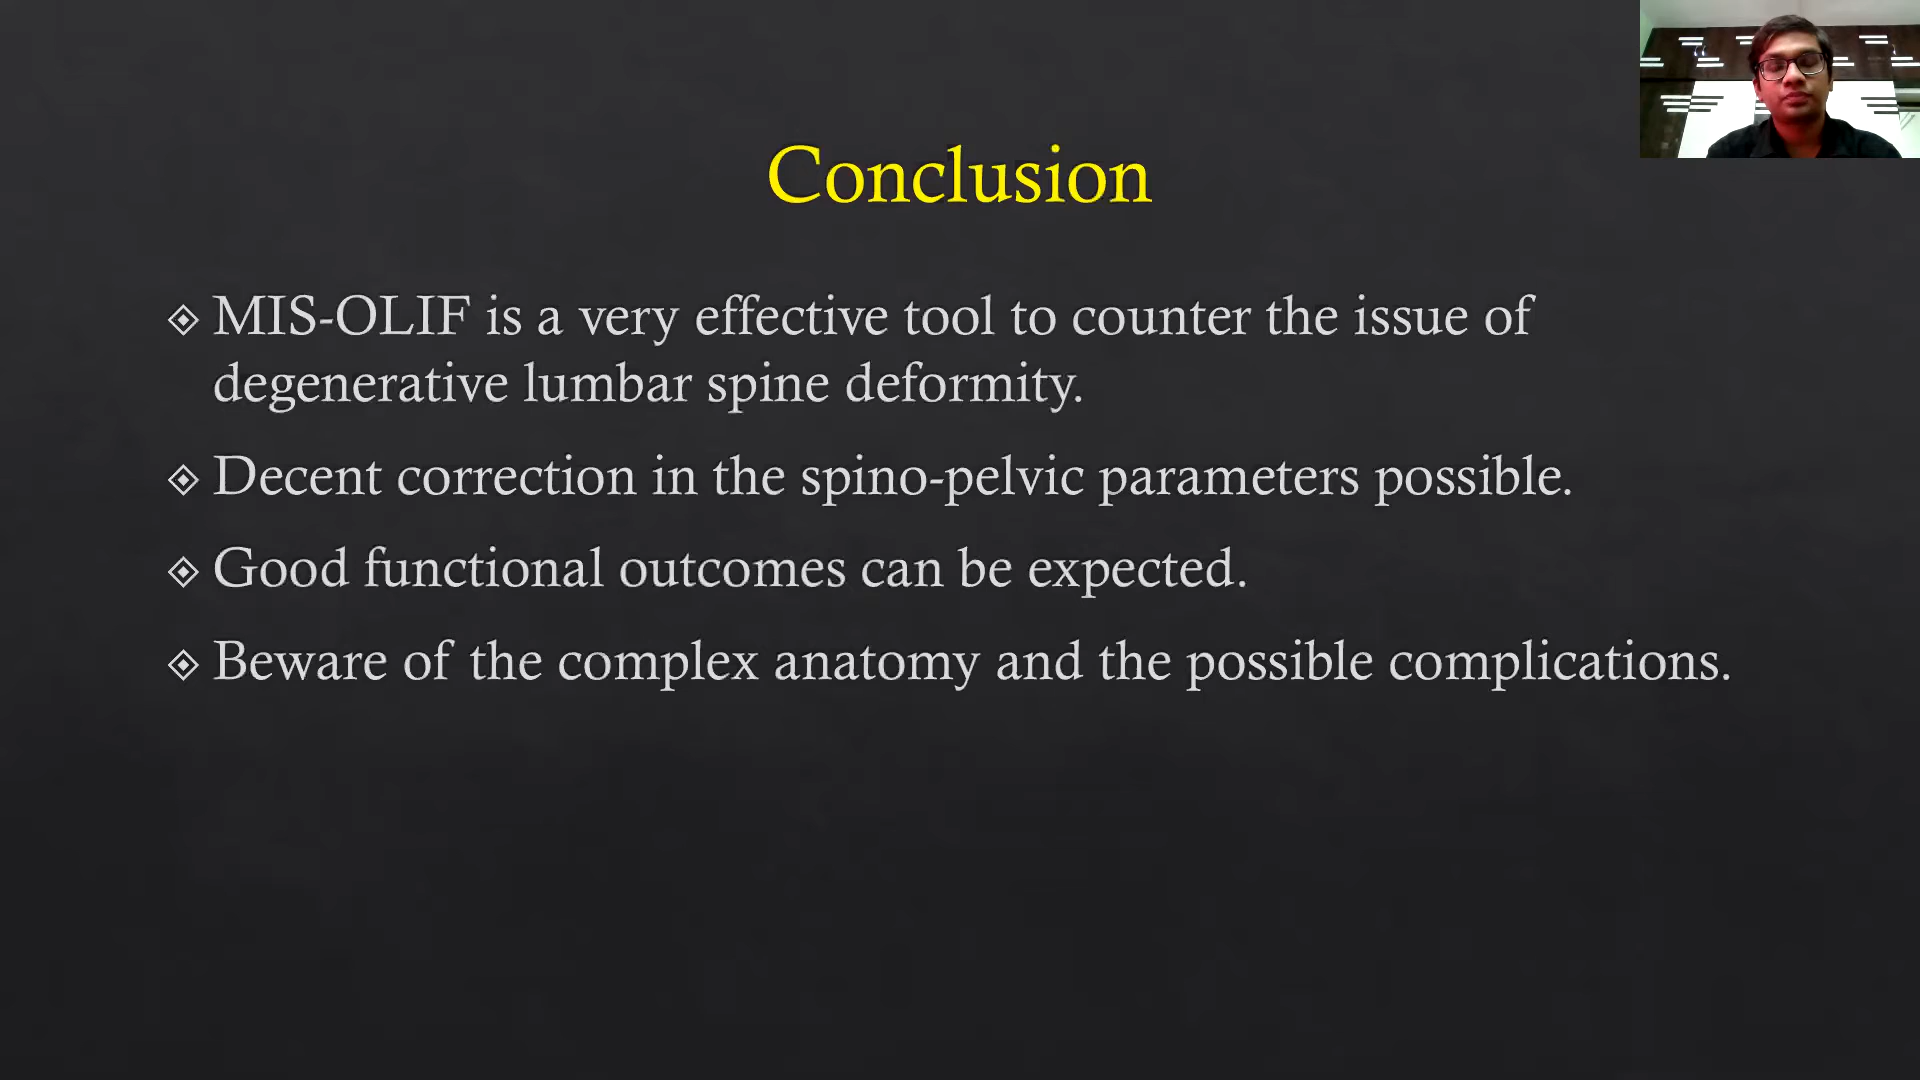 Conclusion
MIS-OLIF is a very effective tool to counter the issue of
degenerative lumbar spine deformity.
Decent correction in the spino-pelvic parameters possible.
Good functional outcomes can be expected.
Beware of the complex anatomy and the possible complications.